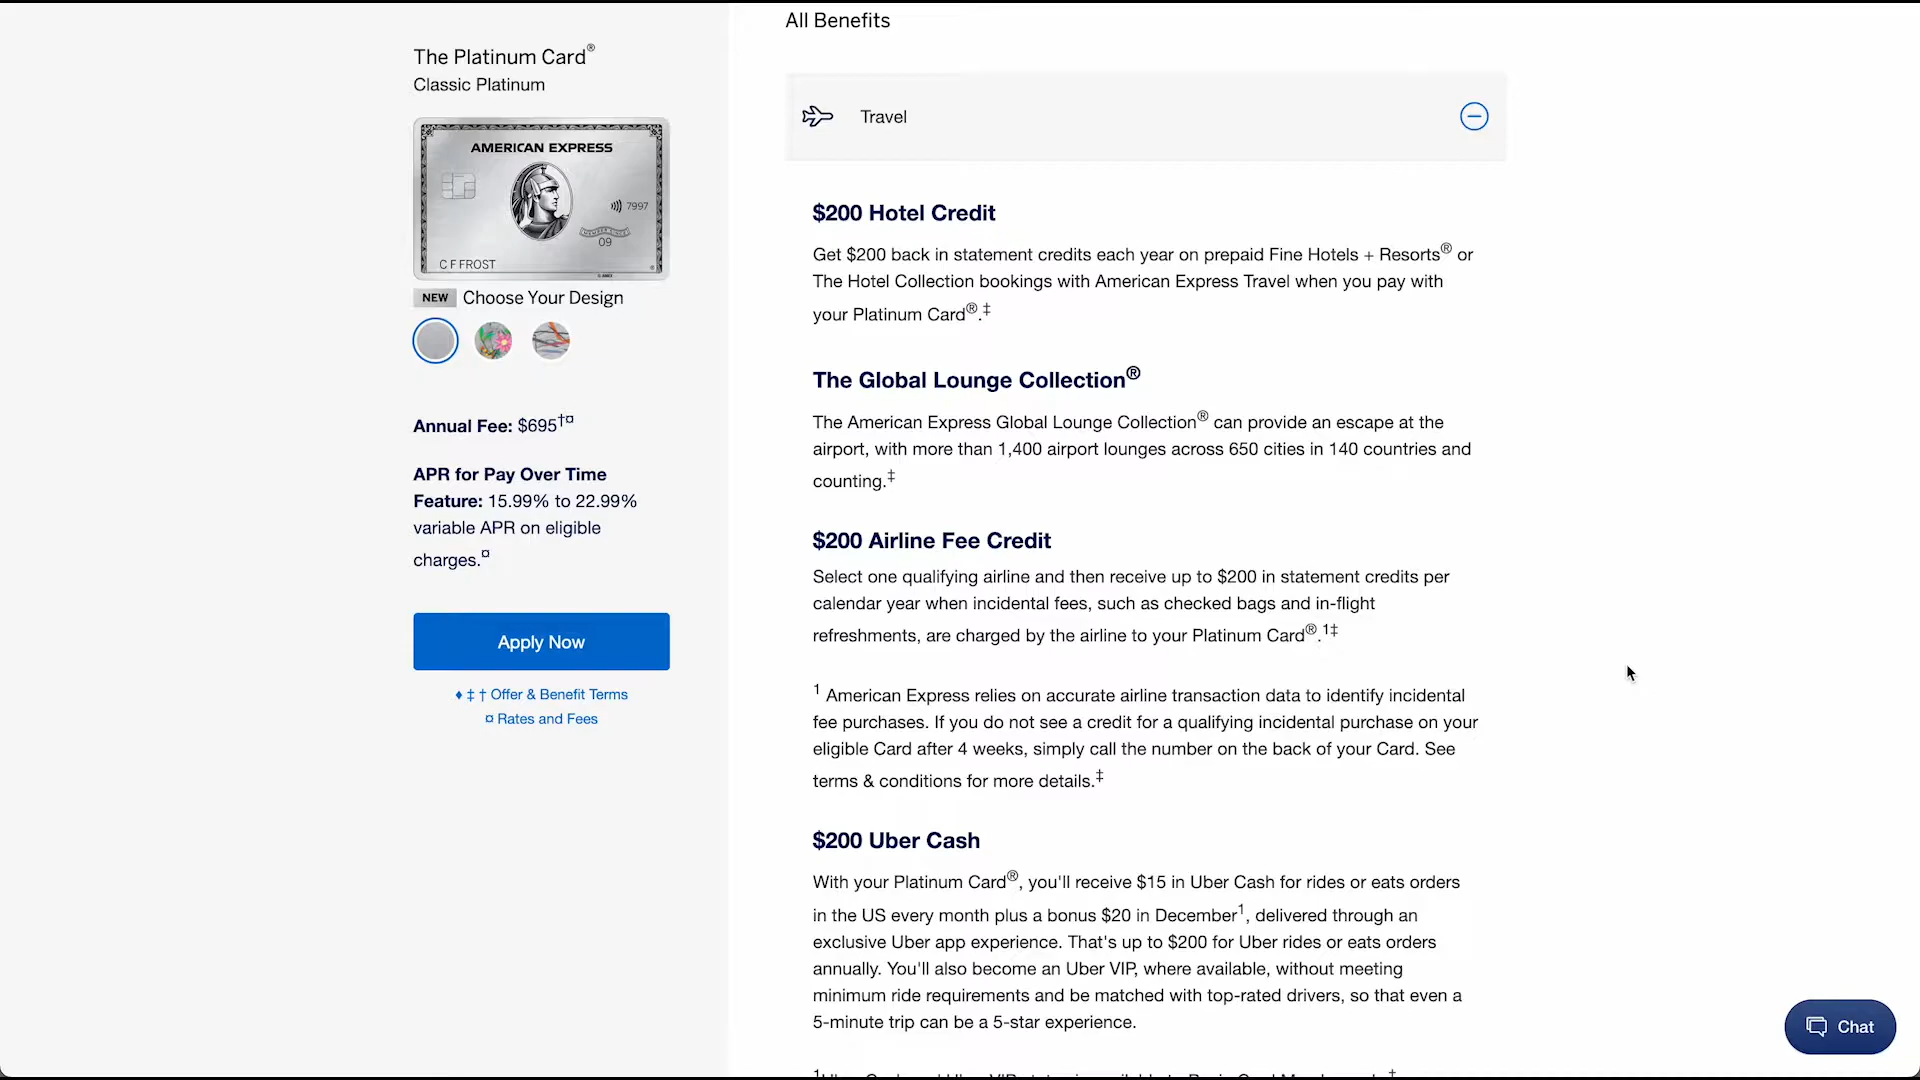 All Benefits
The Platinum Card®
Classic Platinum
AMERICAN EXPRESS
7997
MEMBER SINCE
09
C F FROST
NEW Choose Your Design
Annual Fee: $695†¤
APR for Pay Over Time
Feature: 15.99% to 22.99%
variable APR on eligible
charges.¤
Apply Now
♦ ‡ † Offer & Benefit Terms
¤ Rates and Fees
Travel
$200 Hotel Credit
Get $200 back in statement credits each year on prepaid Fine Hotels + Resorts® or
The Hotel Collection bookings with American Express Travel when you pay with
your Platinum Card®.‡
The Global Lounge Collection®
The American Express Global Lounge Collection® can provide an escape at the
airport, with more than 1,400 airport lounges across 650 cities in 140 countries and
counting.‡
$200 Airline Fee Credit
Select one qualifying airline and then receive up to $200 in statement credits per
calendar year when incidental fees, such as checked bags and in-flight
refreshments, are charged by the airline to your Platinum Card®.1‡
1 American Express relies on accurate airline transaction data to identify incidental
fee purchases. If you do not see a credit for a qualifying incidental purchase on your
eligible Card after 4 weeks, simply call the number on the back of your Card. See
terms & conditions for more details.‡
$200 Uber Cash
With your Platinum Card®, you'll receive $15 in Uber Cash for rides or eats orders
in the US every month plus a bonus $20 in December1, delivered through an
exclusive Uber app experience. That's up to $200 for Uber rides or eats orders
annually. You'll also become an Uber VIP, where available, without meeting
minimum ride requirements and be matched with top-rated drivers, so that even a
5-minute trip can be a 5-star experience.
Chat